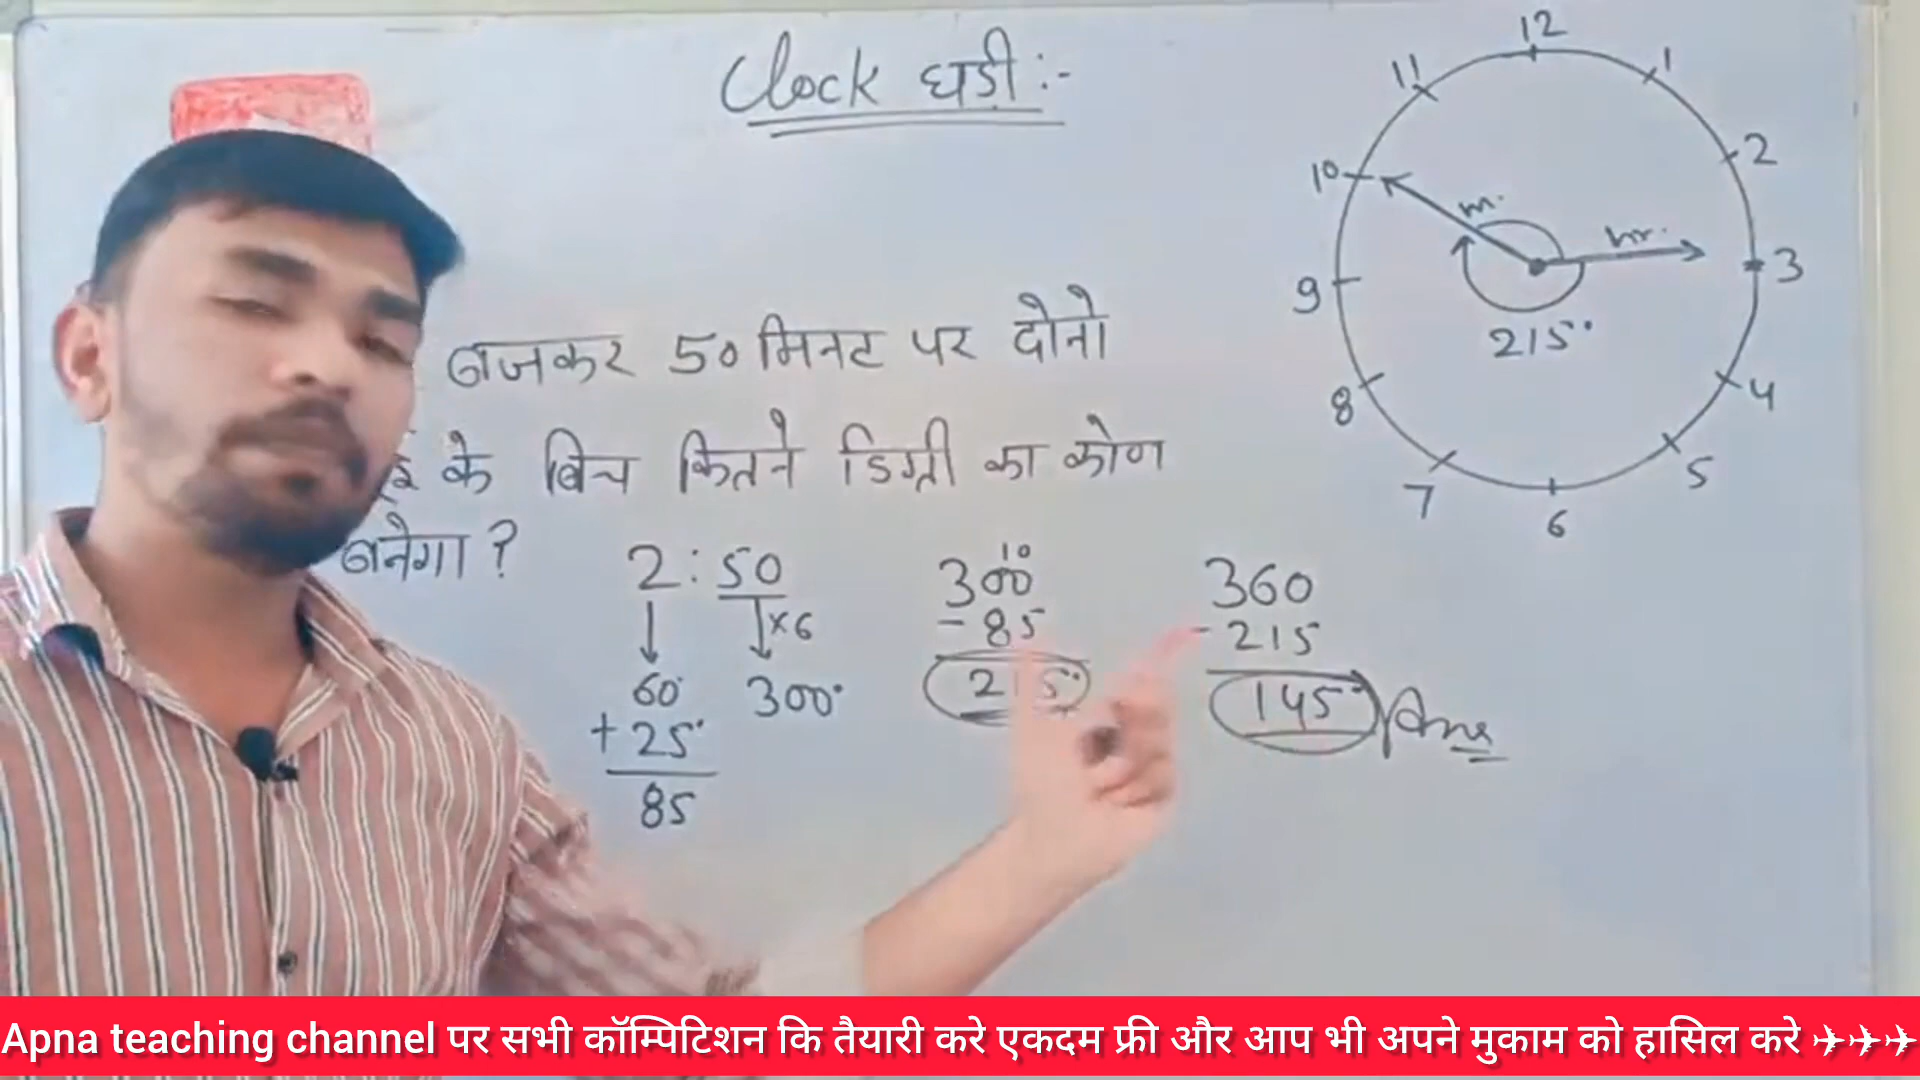 Clock घड़ी :-
बजकर 50 मिनट पर दोनो
के बिच कितने डिग्री का कोण
बनेगा ?
2 : 50
×6
60°
300°
+ 25°
85
300
10
- 85
215°
360
- 215
145°
Ans
12
1
2
3
4
5
6
7
8
9
10
11
m.
hr.
215°
Apna teaching channel पर सभी कॉम्पिटिशन कि तैयारी करे एकदम फ्री और आप भी अपने मुकाम को हासिल करे ✈✈✈